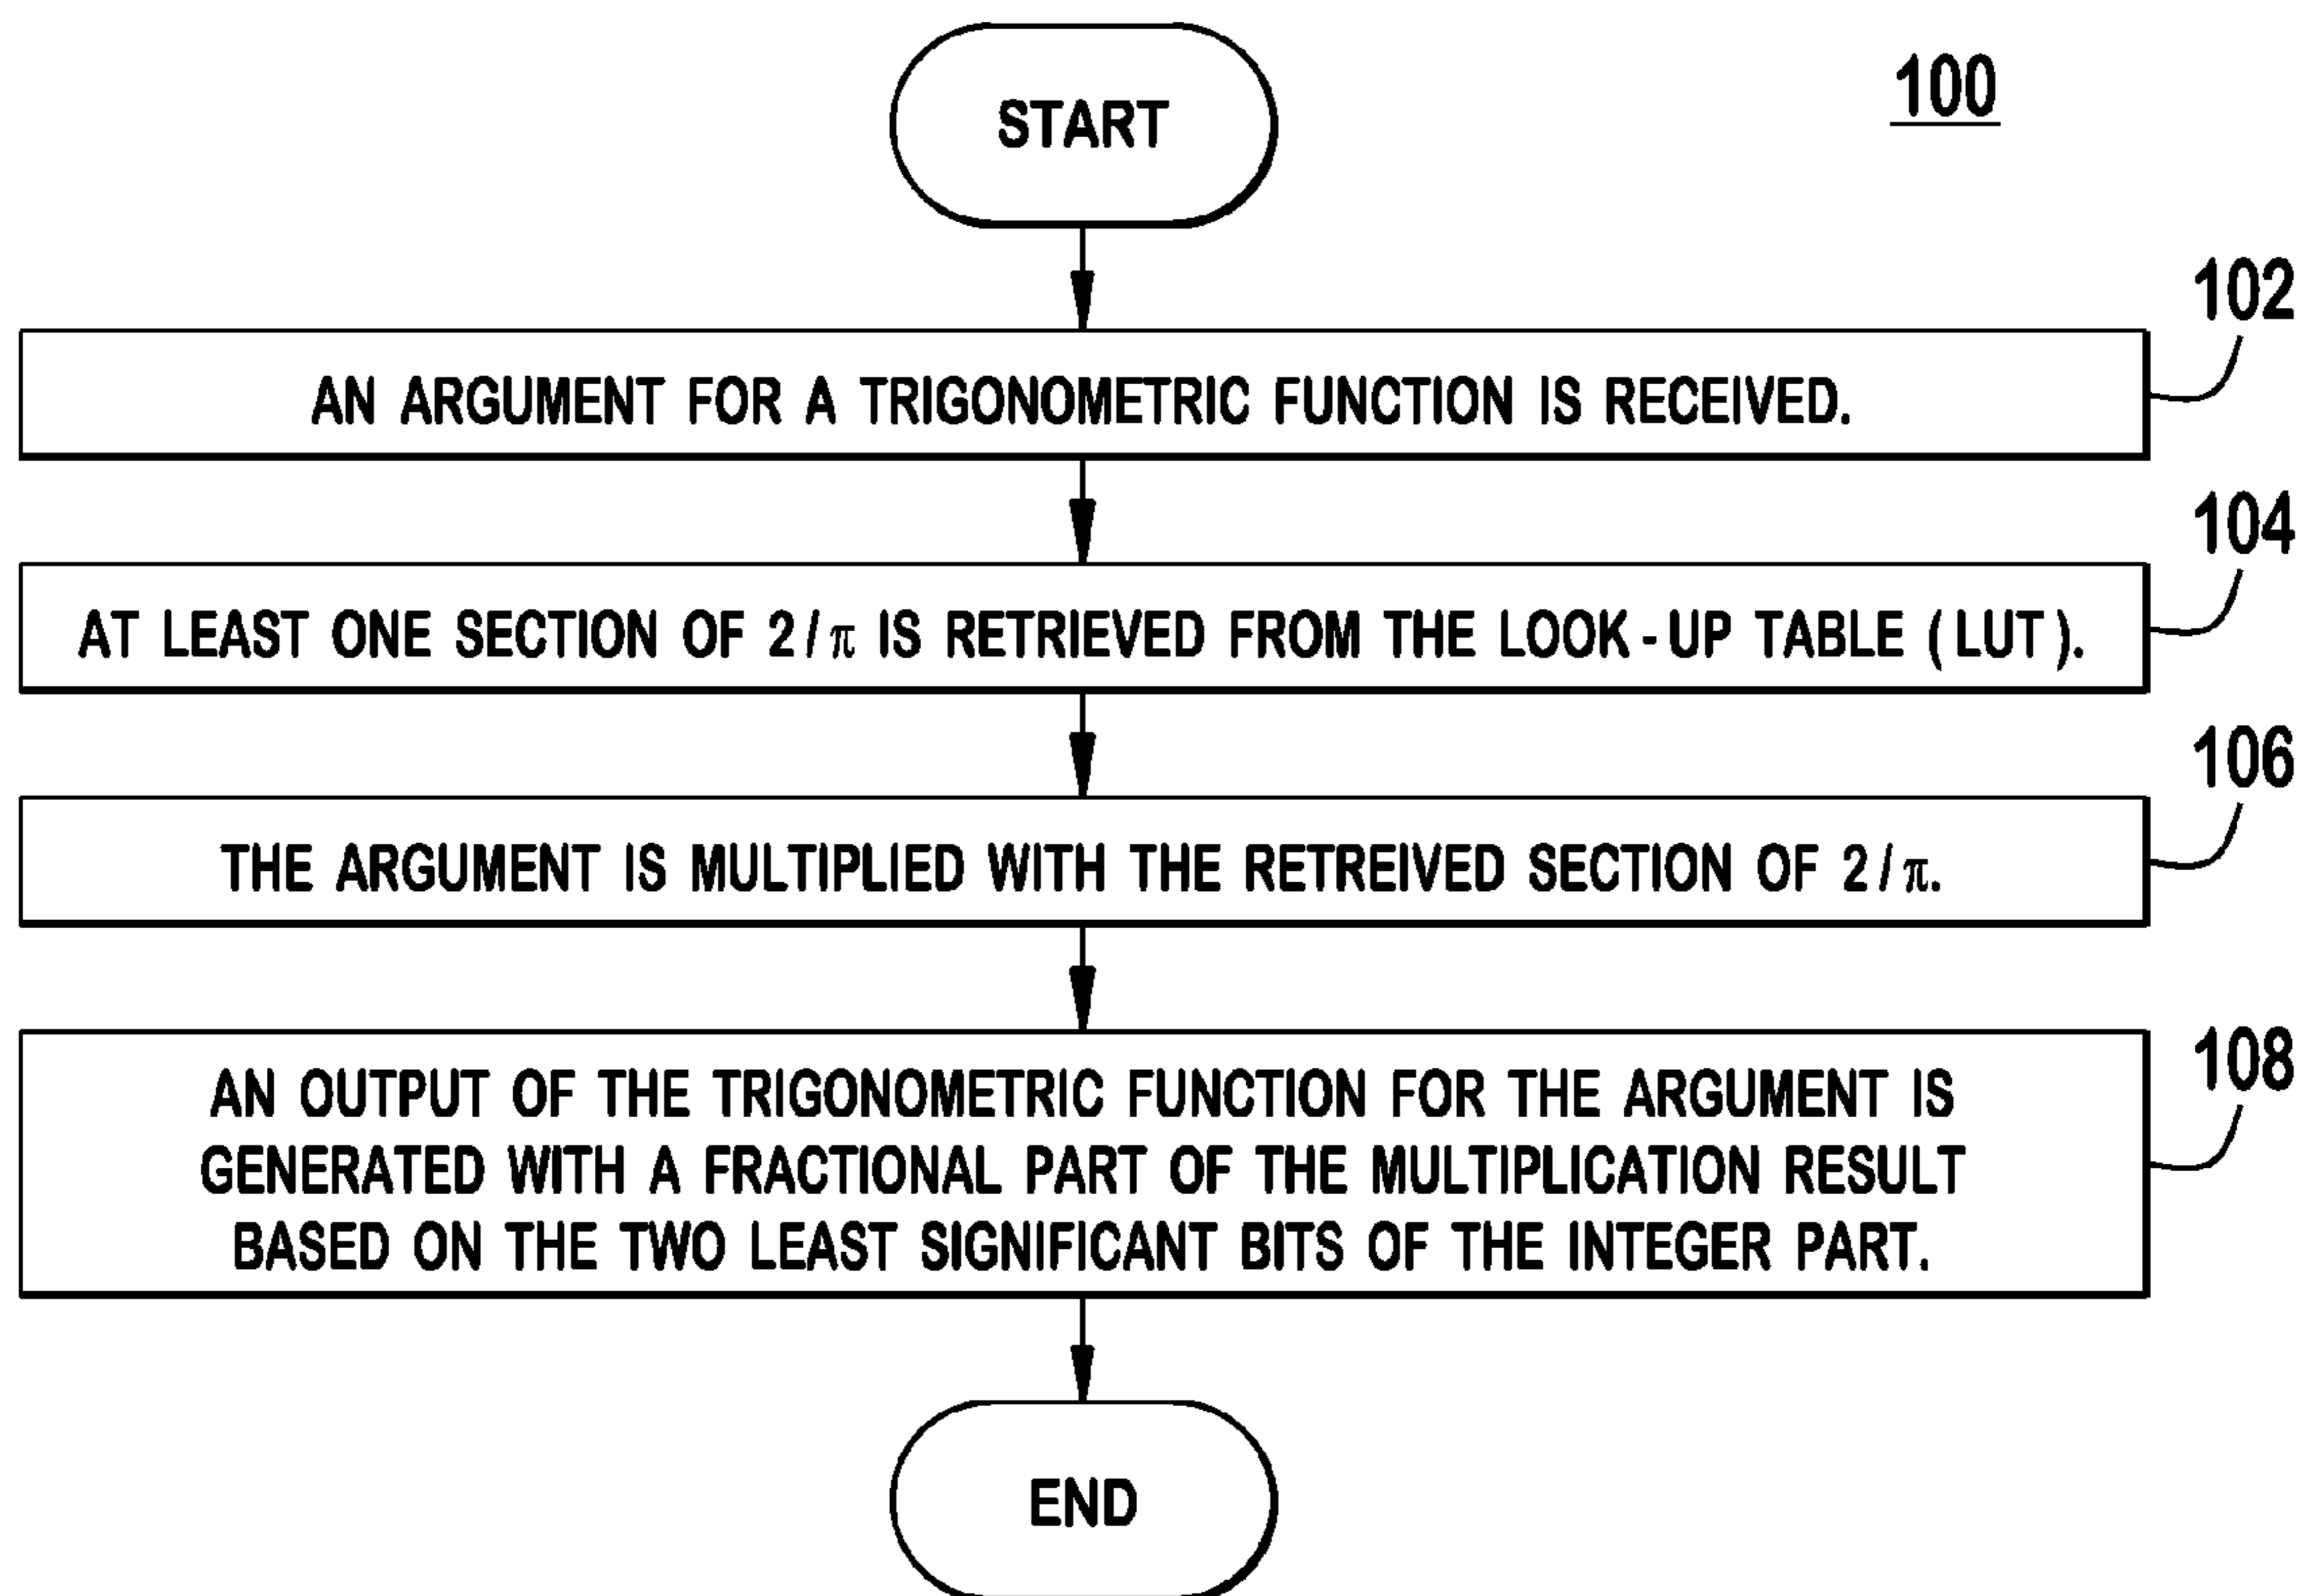 START
100
102
AN ARGUMENT FOR A TRIGONOMETRIC FUNCTION IS RECEIVED.
104
AT LEAST ONE SECTION OF 2/π IS RETRIEVED FROM THE LOOK-UP TABLE (LUT).
106
THE ARGUMENT IS MULTIPLIED WITH THE RETREIVED SECTION OF 2/π.
108
AN OUTPUT OF THE TRIGONOMETRIC FUNCTION FOR THE ARGUMENT IS
GENERATED WITH A FRACTIONAL PART OF THE MULTIPLICATION RESULT
BASED ON THE TWO LEAST SIGNIFICANT BITS OF THE INTEGER PART.
END